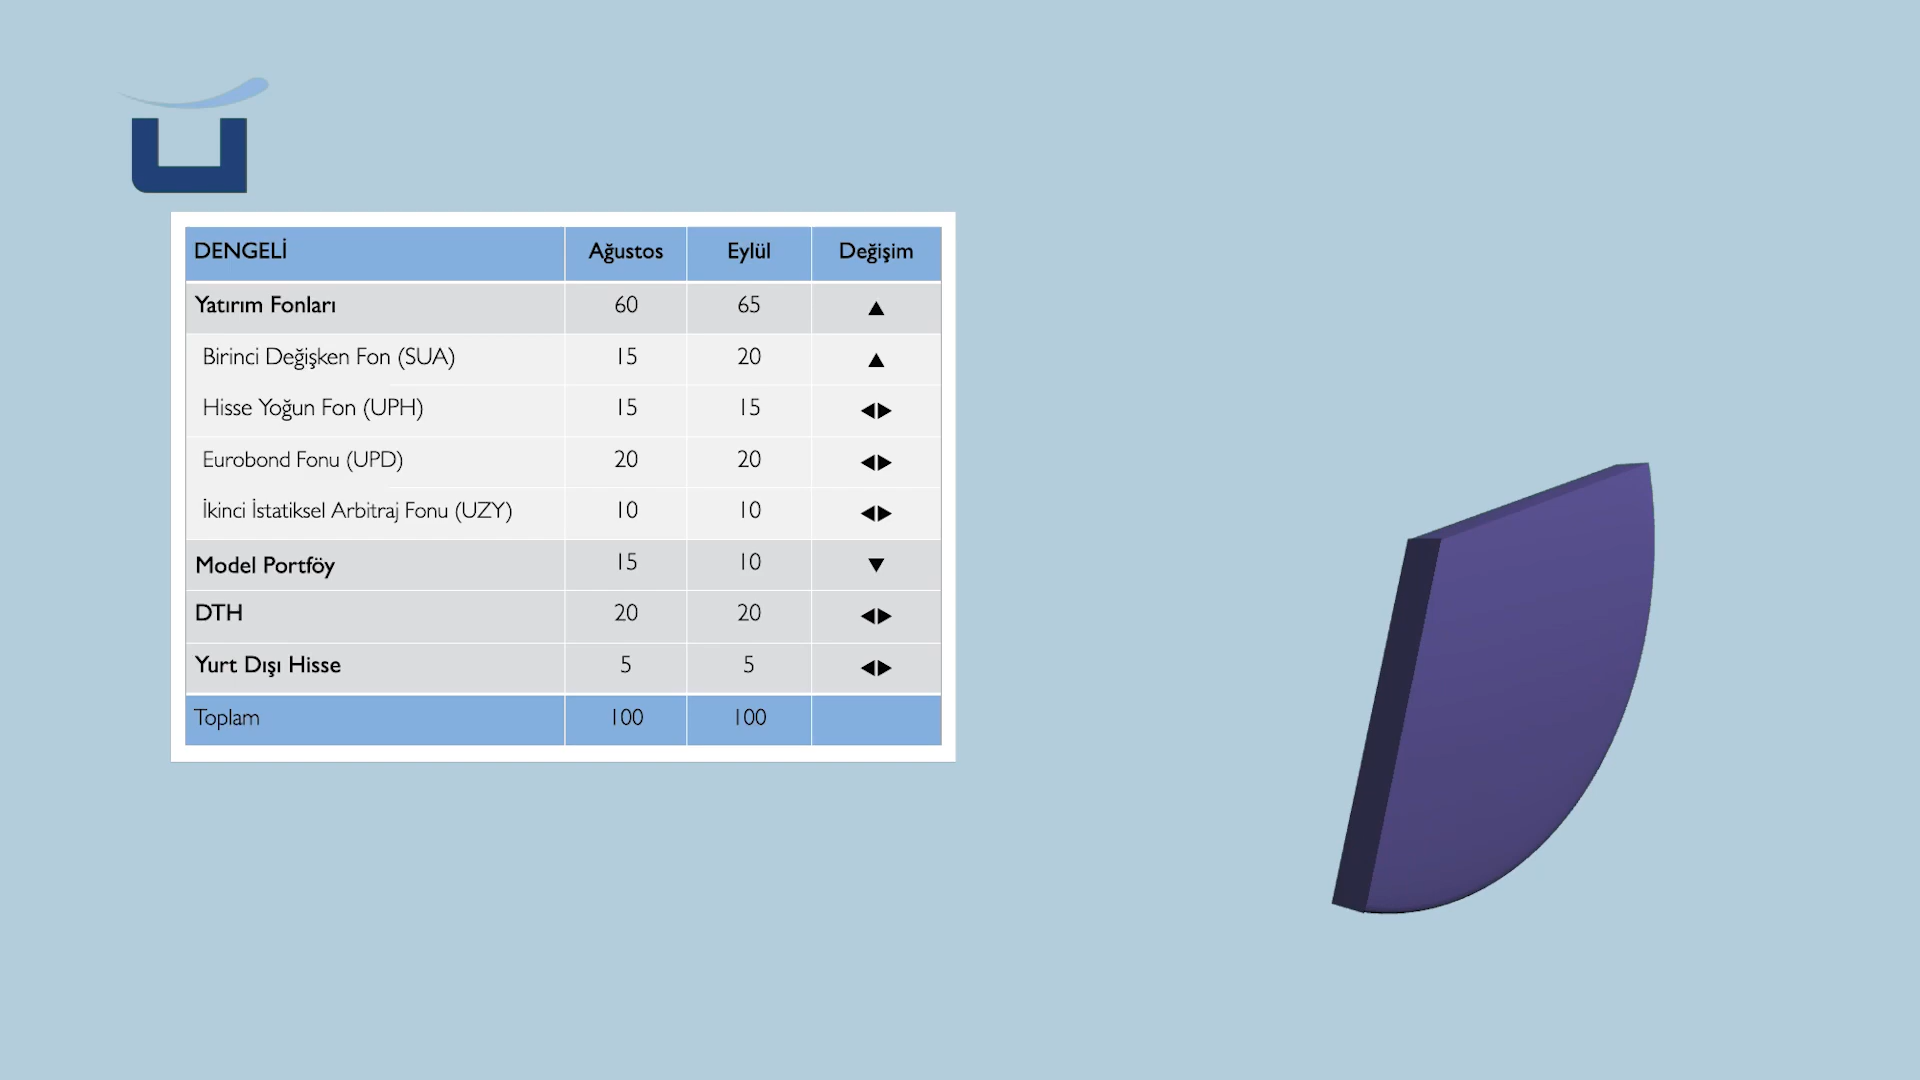 DENGELİ Ağustos Eylül Değişim
Yatırım Fonları 60 65 ▲
Birinci Değişken Fon (SUA) 15 20 ▲
Hisse Yoğun Fon (UPH) 15 15 ◀▶
Eurobond Fonu (UPD) 20 20 ◀▶
İkinci İstatiksel Arbitraj Fonu (UZY) 10 10 ◀▶
Model Portföy 15 10 ▼
DTH 20 20 ◀▶
Yurt Dışı Hisse 5 5 ◀▶
Toplam 100 100